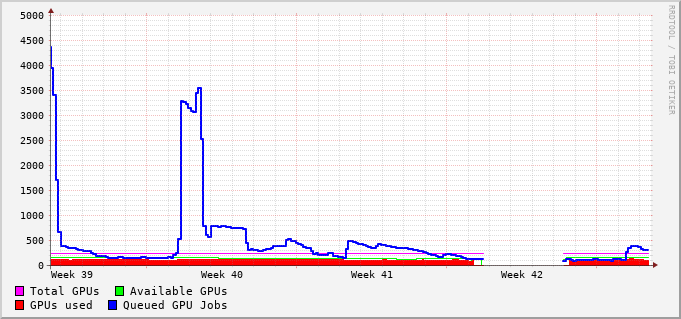 RRDTOOL / TOBI OETIKER
5000
4500
4000
3500
3000
2500
2000
1500
1000
500
0
Week 39 Week 40 Week 41 Week 42
Total GPUs Available GPUs
GPUs used Queued GPU Jobs